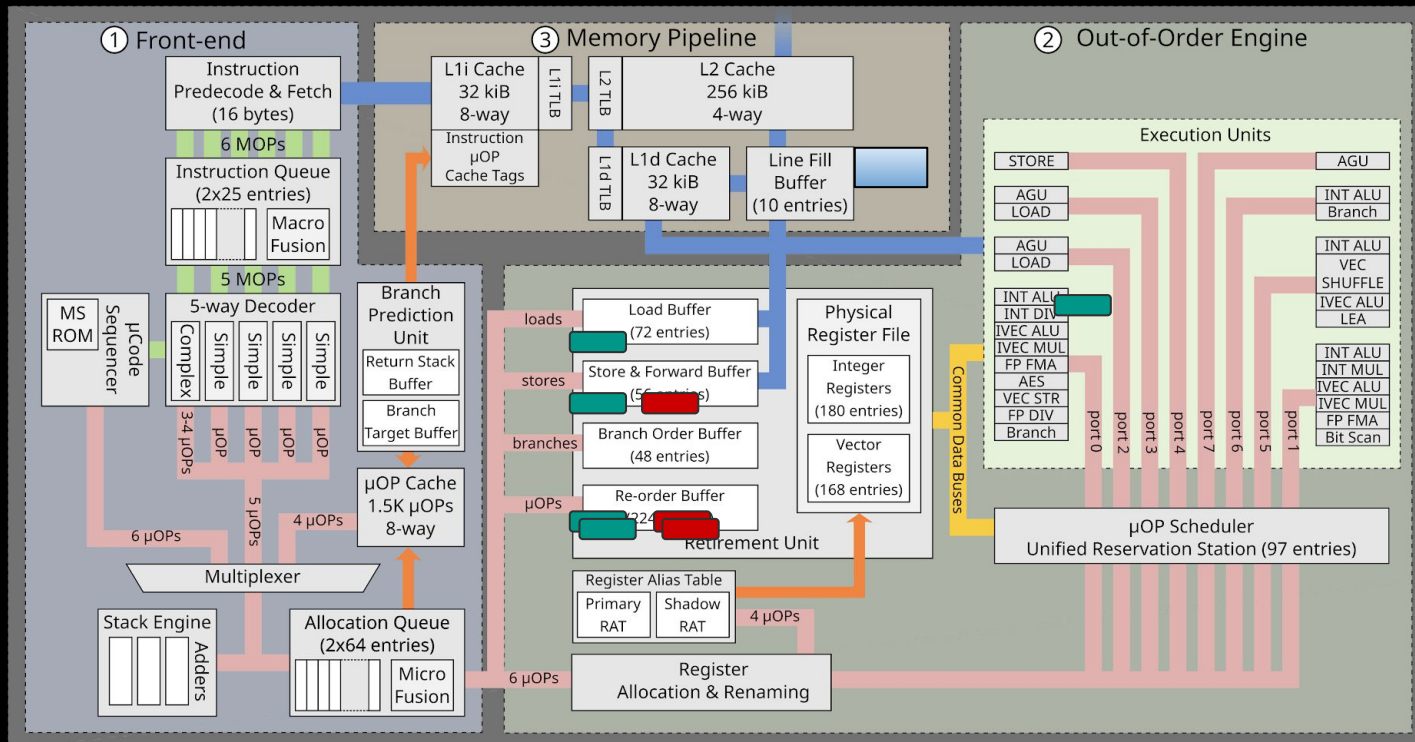 ① Front-end
Instruction
Predecode & Fetch
(16 bytes)
6 MOPs
Instruction Queue
(2x25 entries)
Macro
Fusion
5 MOPs
MS
ROM
µCode
Sequencer
5-way Decoder
Complex
Simple
Simple
Simple
Simple
3-4 µOPs
µOP
µOP
µOP
µOP
5 µOPs
6 µOPs
4 µOPs
Branch
Prediction
Unit
Return Stack
Buffer
Branch
Target Buffer
µOP Cache
1.5K µOPs
8-way
Multiplexer
Stack Engine
Adders
Allocation Queue
(2x64 entries)
Micro
Fusion
③ Memory Pipeline
L1i Cache
32 kiB
8-way
L1i TLB
Instruction
µOP
Cache Tags
L2 TLB
L2 Cache
256 kiB
4-way
L1d TLB
L1d Cache
32 kiB
8-way
Line Fill
Buffer
(10 entries)
② Out-of-Order Engine
loads
Load Buffer
(72 entries)
stores
Store & Forward Buffer
branches
Branch Order Buffer
(48 entries)
µOPs
Re-order Buffer
Retirement Unit
Physical
Register File
Integer
Registers
(180 entries)
Vector
Registers
(168 entries)
Register Alias Table
Primary
RAT
Shadow
RAT
4 µOPs
6 µOPs
Register
Allocation & Renaming
Common Data Buses
Execution Units
STORE
AGU
LOAD
AGU
LOAD
INT ALU
INT DIV
IVEC ALU
IVEC MUL
FP FMA
AES
VEC STR
FP DIV
Branch
port 0
port 2
port 3
port 4
port 7
port 6
port 5
port 1
AGU
INT ALU
Branch
INT ALU
VEC
SHUFFLE
IVEC ALU
LEA
INT ALU
INT MUL
IVEC ALU
IVEC MUL
FP FMA
Bit Scan
µOP Scheduler
Unified Reservation Station (97 entries)